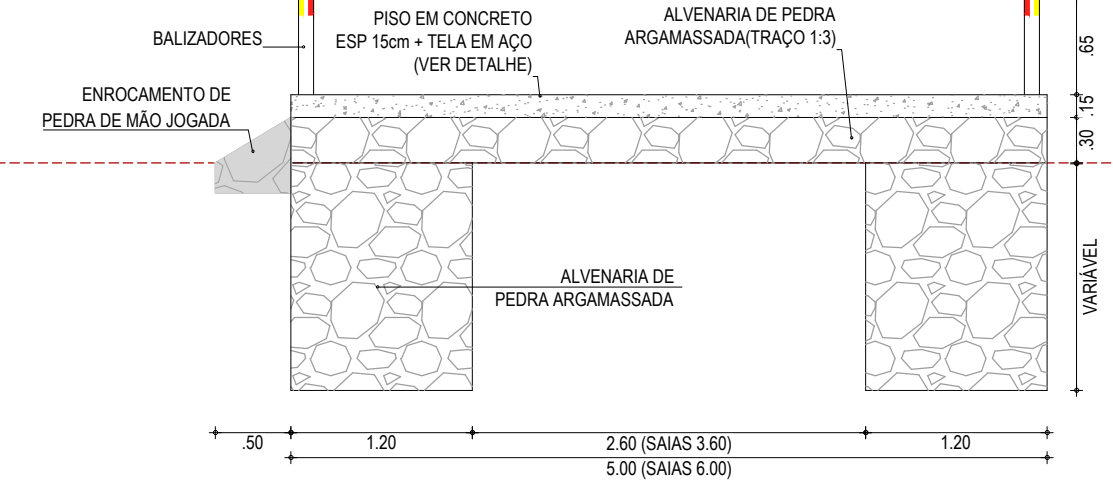 PISO EM CONCRETO
ESP 15cm + TELA EM AÇO
(VER DETALHE)
ALVENARIA DE PEDRA
ARGAMASSADA(TRAÇO 1:3)
BALIZADORES
ENROCAMENTO DE
PEDRA DE MÃO JOGADA
.65
.15
.30
VARIÁVEL
ALVENARIA DE
PEDRA ARGAMASSADA
.50
1.20
2.60 (SAIAS 3.60)
1.20
5.00 (SAIAS 6.00)